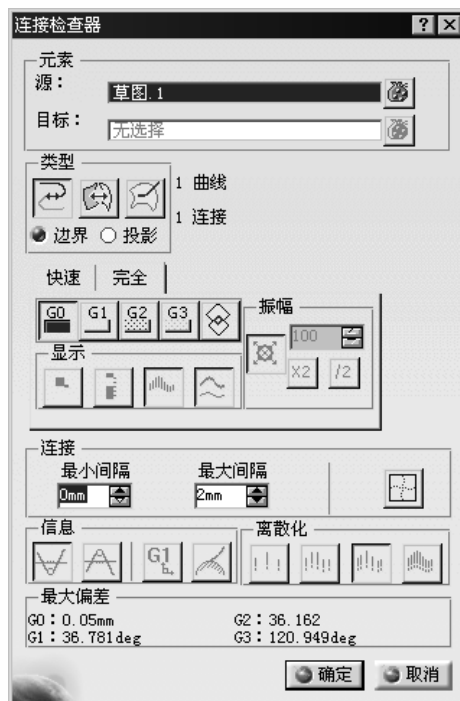 连接检查器
元素
源：
草图.1
目标：
无选择
类型
1 曲线
1 连接
边界 投影
快速 完全
G0 G1 G2 G3
振幅
100
X2 /2
显示
连接
最小间隔 最大间隔
0mm 2mm
信息 离散化
G1
最大偏差
G0：0.05mm G2：36.162
G1：36.781deg G3：120.949deg
确定 取消